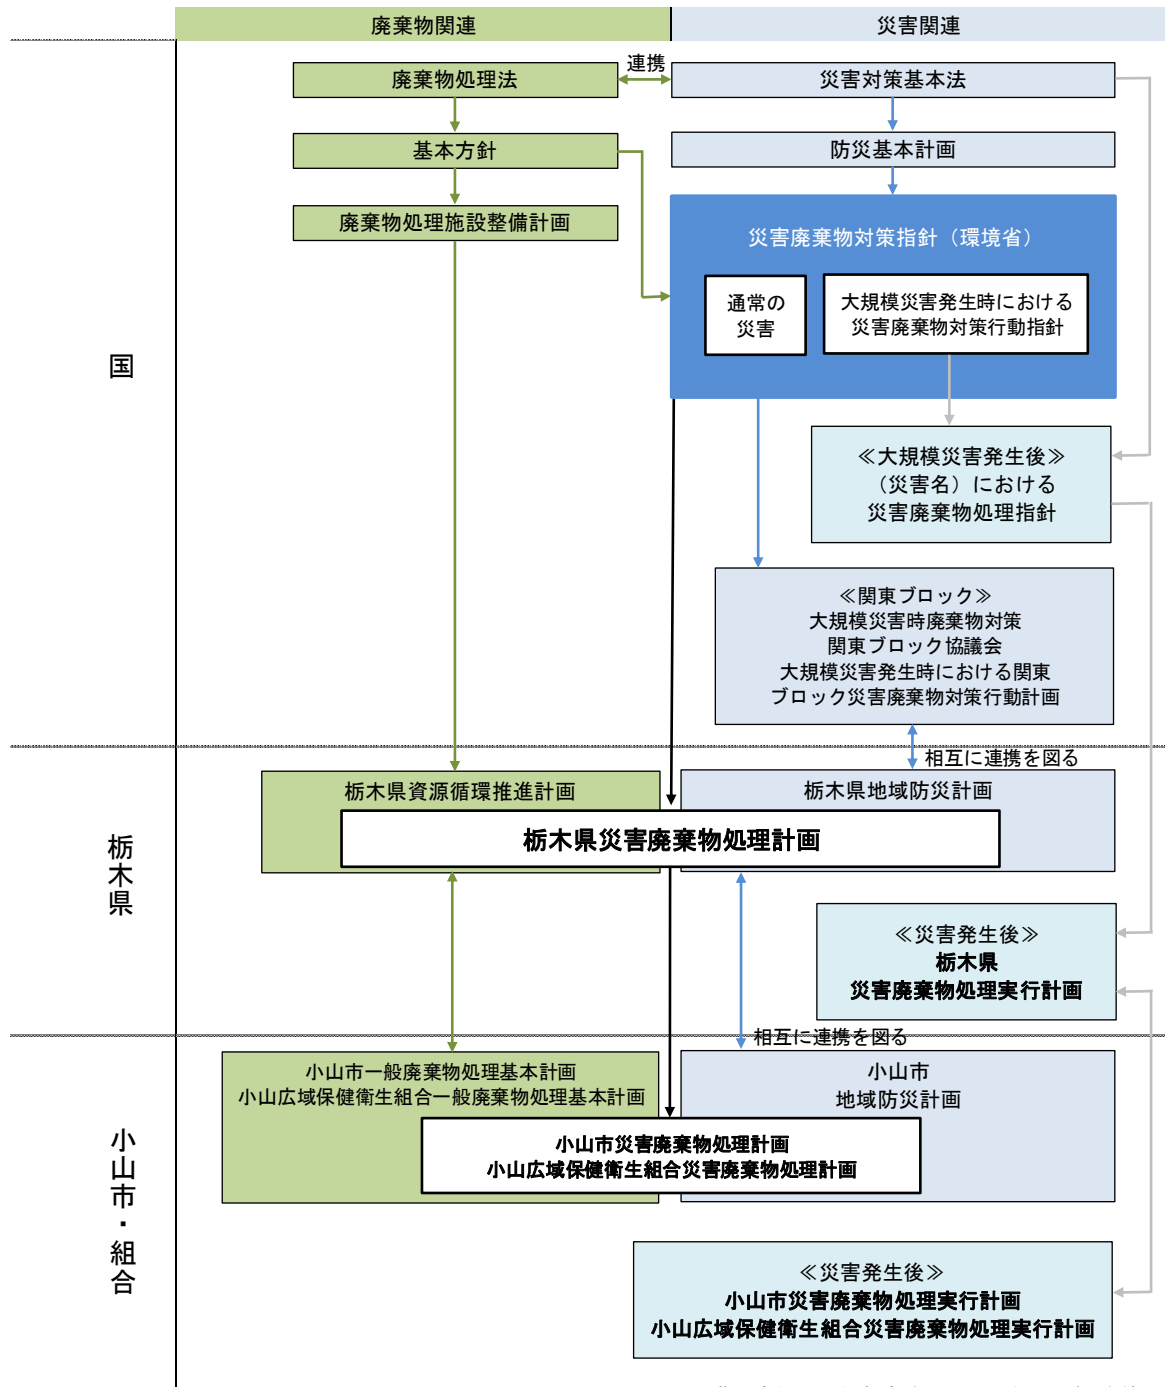 廃棄物関連
災害関連
国
廃棄物処理法
連携
災害対策基本法
基本方針
防災基本計画
廃棄物処理施設整備計画
災害廃棄物対策指針（環境省）
通常の
災害
大規模災害発生時における
災害廃棄物対策行動指針
≪大規模災害発生後≫
（災害名）における
災害廃棄物処理指針
≪関東ブロック≫
大規模災害時廃棄物対策
関東ブロック協議会
大規模災害発生時における関東
ブロック災害廃棄物対策行動計画
相互に連携を図る
栃木県
栃木県資源循環推進計画
栃木県地域防災計画
栃木県災害廃棄物処理計画
≪災害発生後≫
栃木県
災害廃棄物処理実行計画
相互に連携を図る
小山市・組合
小山市一般廃棄物処理基本計画
小山広域保健衛生組合一般廃棄物処理基本計画
小山市
地域防災計画
小山市災害廃棄物処理計画
小山広域保健衛生組合災害廃棄物処理計画
≪災害発生後≫
小山市災害廃棄物処理実行計画
小山広域保健衛生組合災害廃棄物処理実行計画